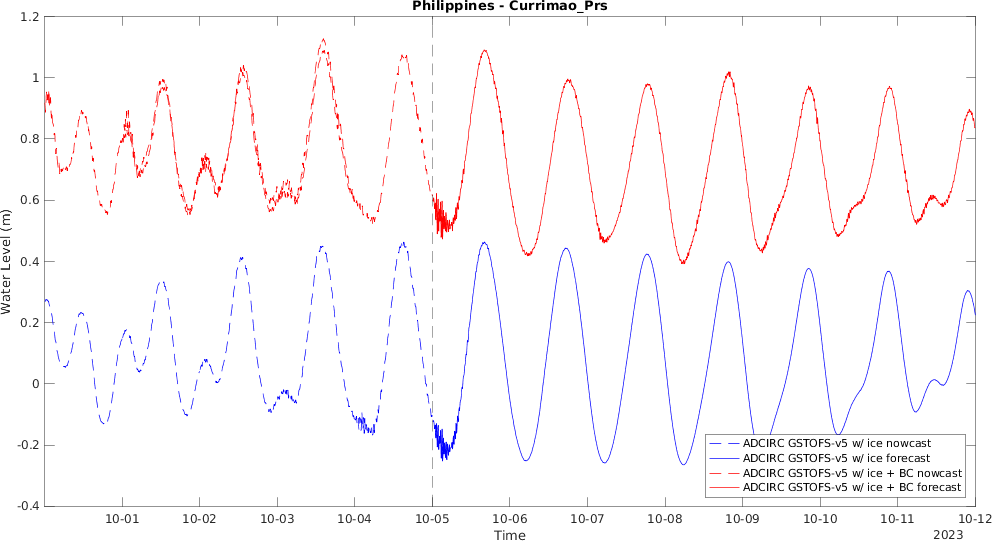 Philippines - Currimao_Prs
1.2
1
0.8
0.6
0.4
0.2
0
-0.2
-0.4
Water Level (m)
10-01 10-02 10-03 10-04 10-05 10-06 10-07 10-08 10-09 10-10 10-11 10-12
Time
2023
ADCIRC GSTOFS-v5 w/ ice nowcast
ADCIRC GSTOFS-v5 w/ ice forecast
ADCIRC GSTOFS-v5 w/ ice + BC nowcast
ADCIRC GSTOFS-v5 w/ ice + BC forecast